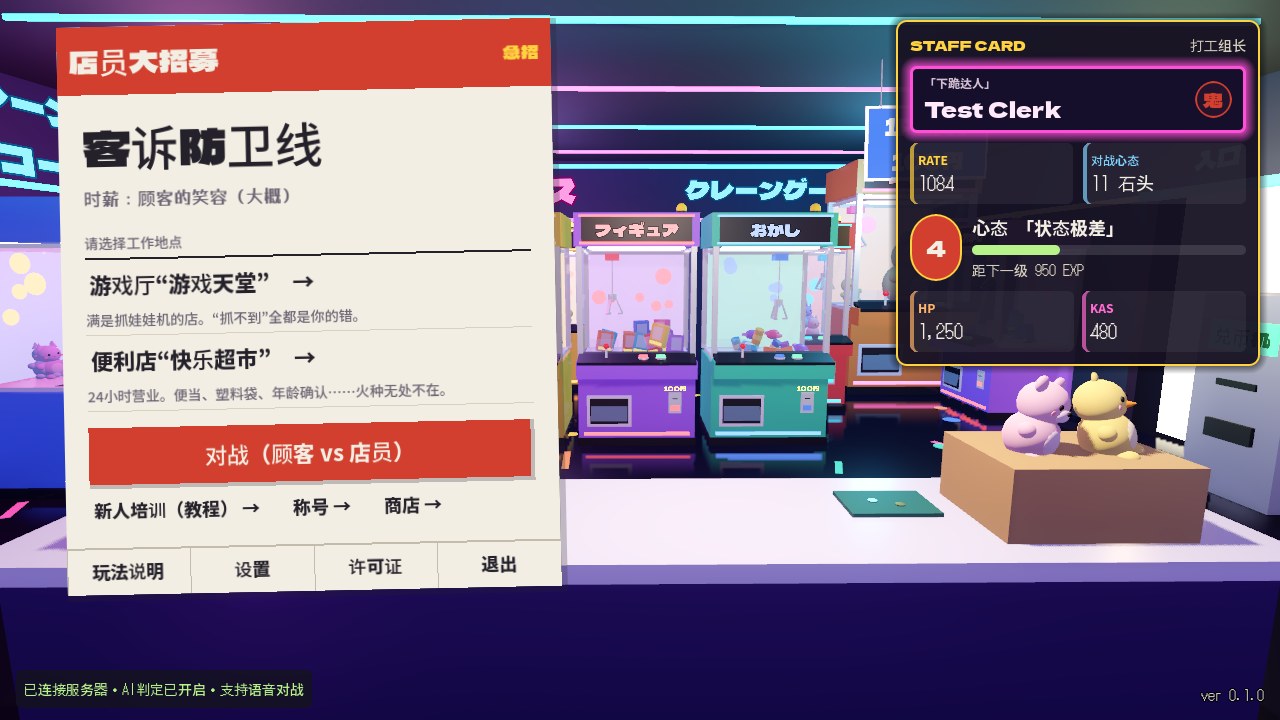 店员大招募
急招
客诉防卫线
时薪：顾客的笑容（大概）
请选择工作地点
游戏厅“游戏天堂” →
满是抓娃娃机的店。“抓不到”全都是你的错。
便利店“快乐超市” →
24小时营业。便当、塑料袋、年龄确认……火种无处不在。
对战（顾客 vs 店员）
新人培训（教程） → 称号 → 商店 →
玩法说明 设置 许可证 退出
已连接服务器・AI判定已开启・支持语音对战
クレーンゲー
フィギュア
おかし
100円
100円
STAFF CARD 打工组长
「下跪达人」
Test Clerk
RATE
1084
对战心态
11 石头
4
心态 「状态极差」
距下一级 950 EXP
HP
1,250
KAS
480
ver 0.1.0